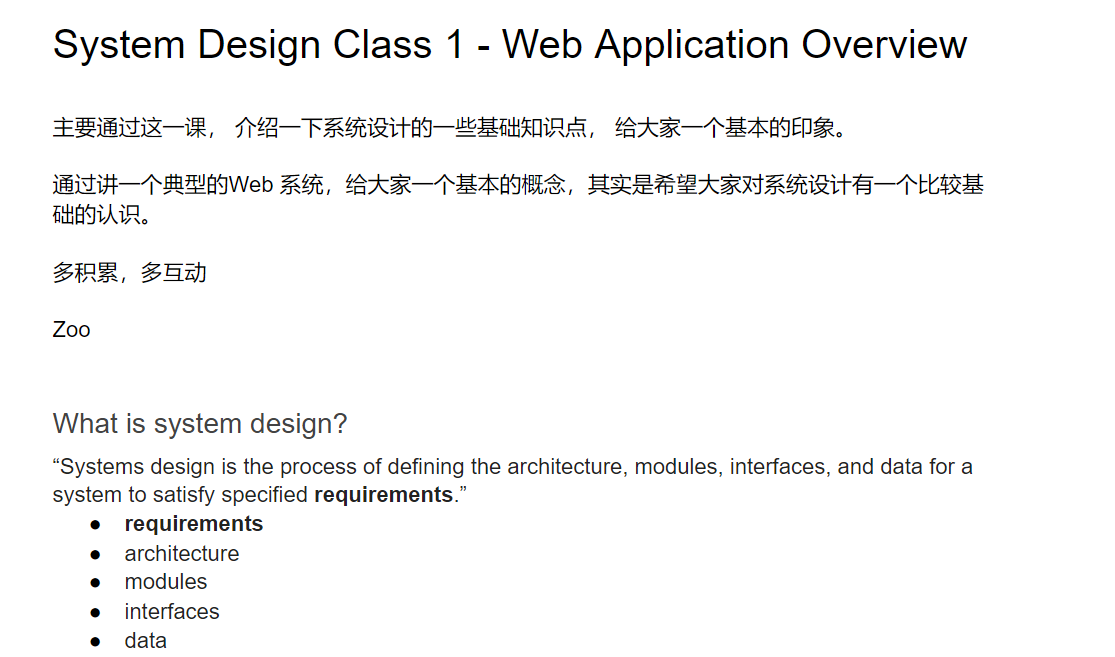 System Design Class 1 - Web Application Overview
主要通过这一课， 介绍一下系统设计的一些基础知识点， 给大家一个基本的印象。
通过讲一个典型的Web 系统，给大家一个基本的概念，其实是希望大家对系统设计有一个比较基
础的认识。
多积累，多互动
Zoo
What is system design?
“Systems design is the process of defining the architecture, modules, interfaces, and data for a
system to satisfy specified requirements.”
● requirements
● architecture
● modules
● interfaces
● data